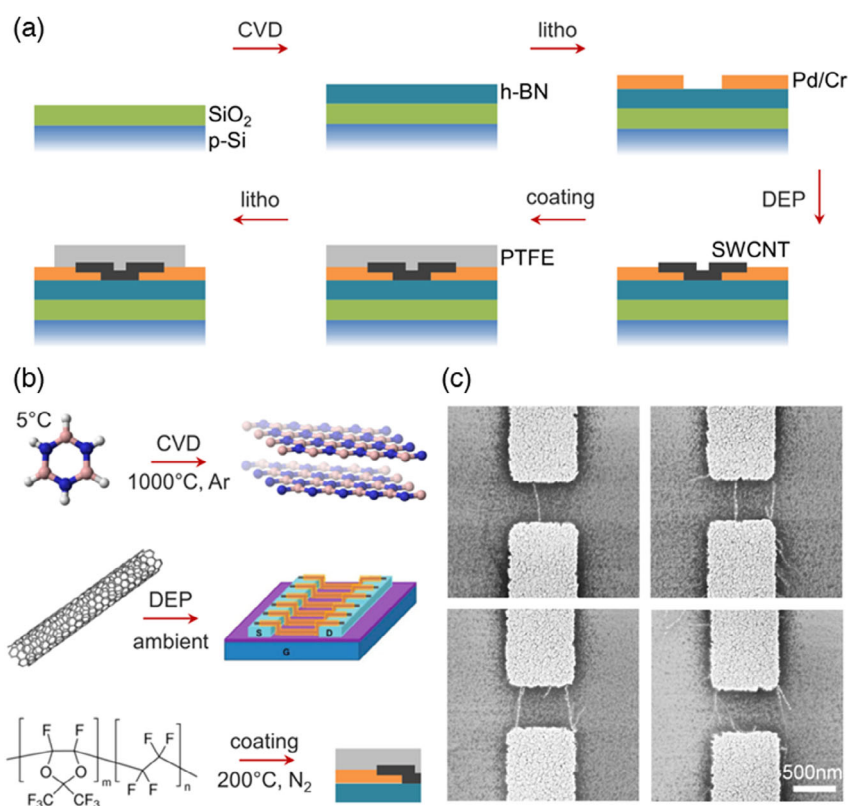 (a)
CVD
litho
SiO₂
p-Si
h-BN
Pd/Cr
litho
coating
DEP
PTFE
SWCNT
(b)
5°C
CVD
1000°C, Ar
DEP
ambient
S
D
G
F
F
F
F
O
O
m
F
F
n
F₃C
CF₃
coating
200°C, N₂
(c)
500nm